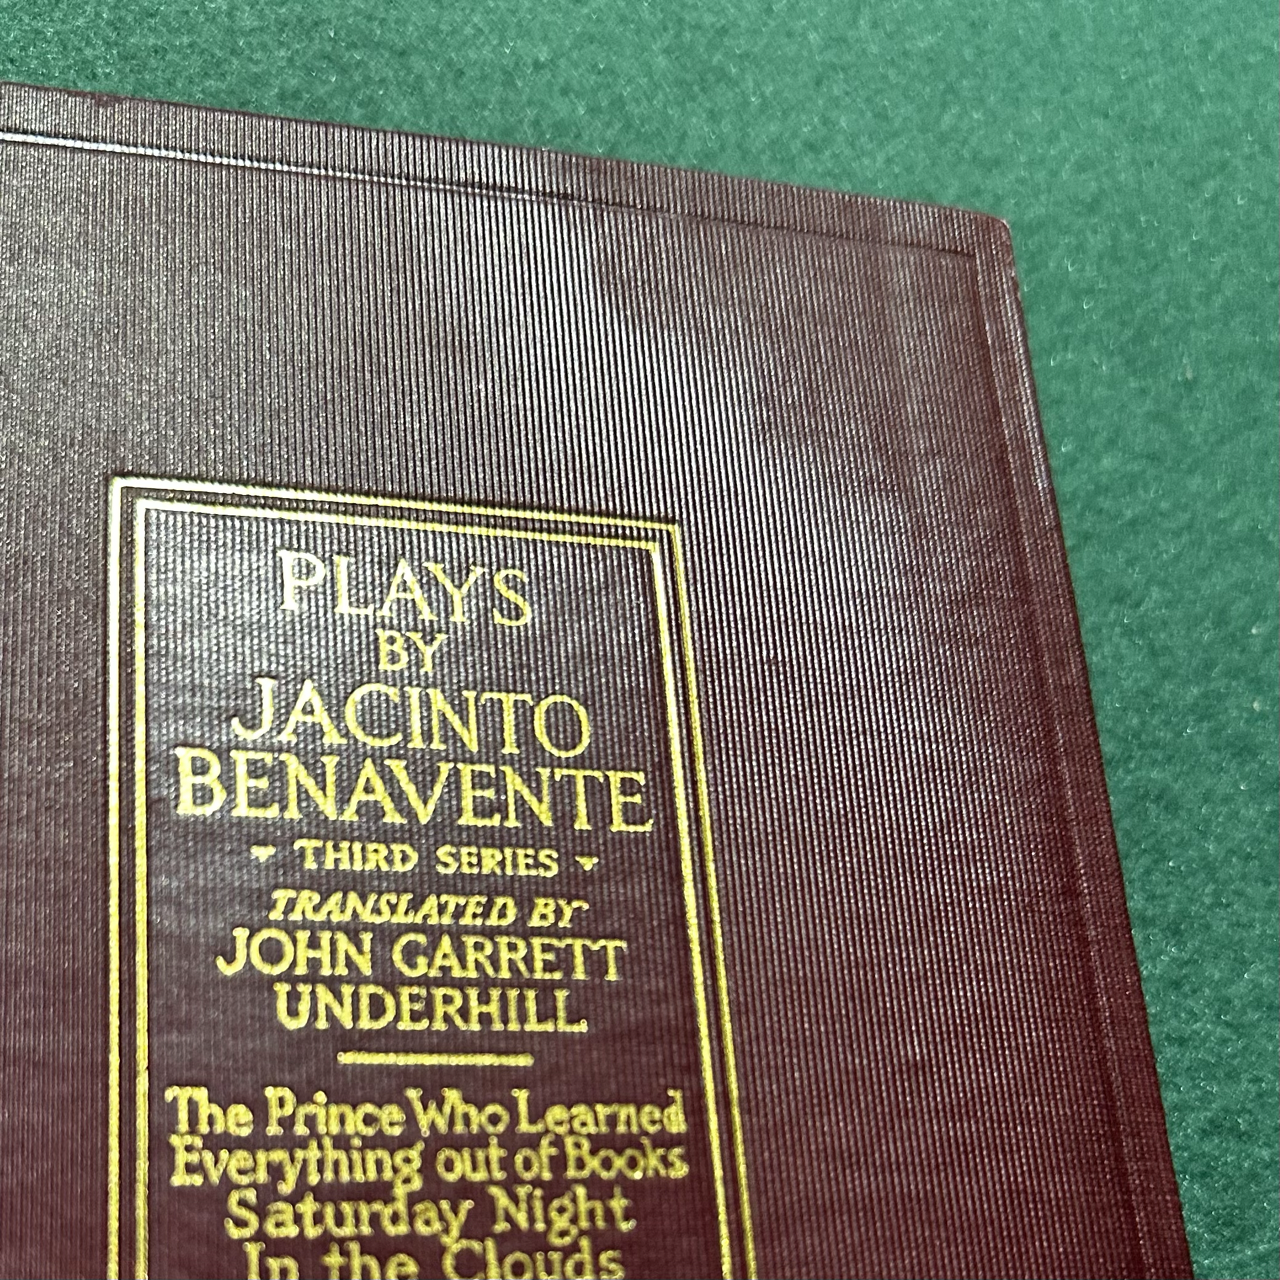 PLAYS
BY
JACINTO
BENAVENTE
THIRD SERIES
TRANSLATED BY
JOHN GARRETT
UNDERHILL
The Prince Who Learned
Everything out of Books
Saturday Night
In the Clouds